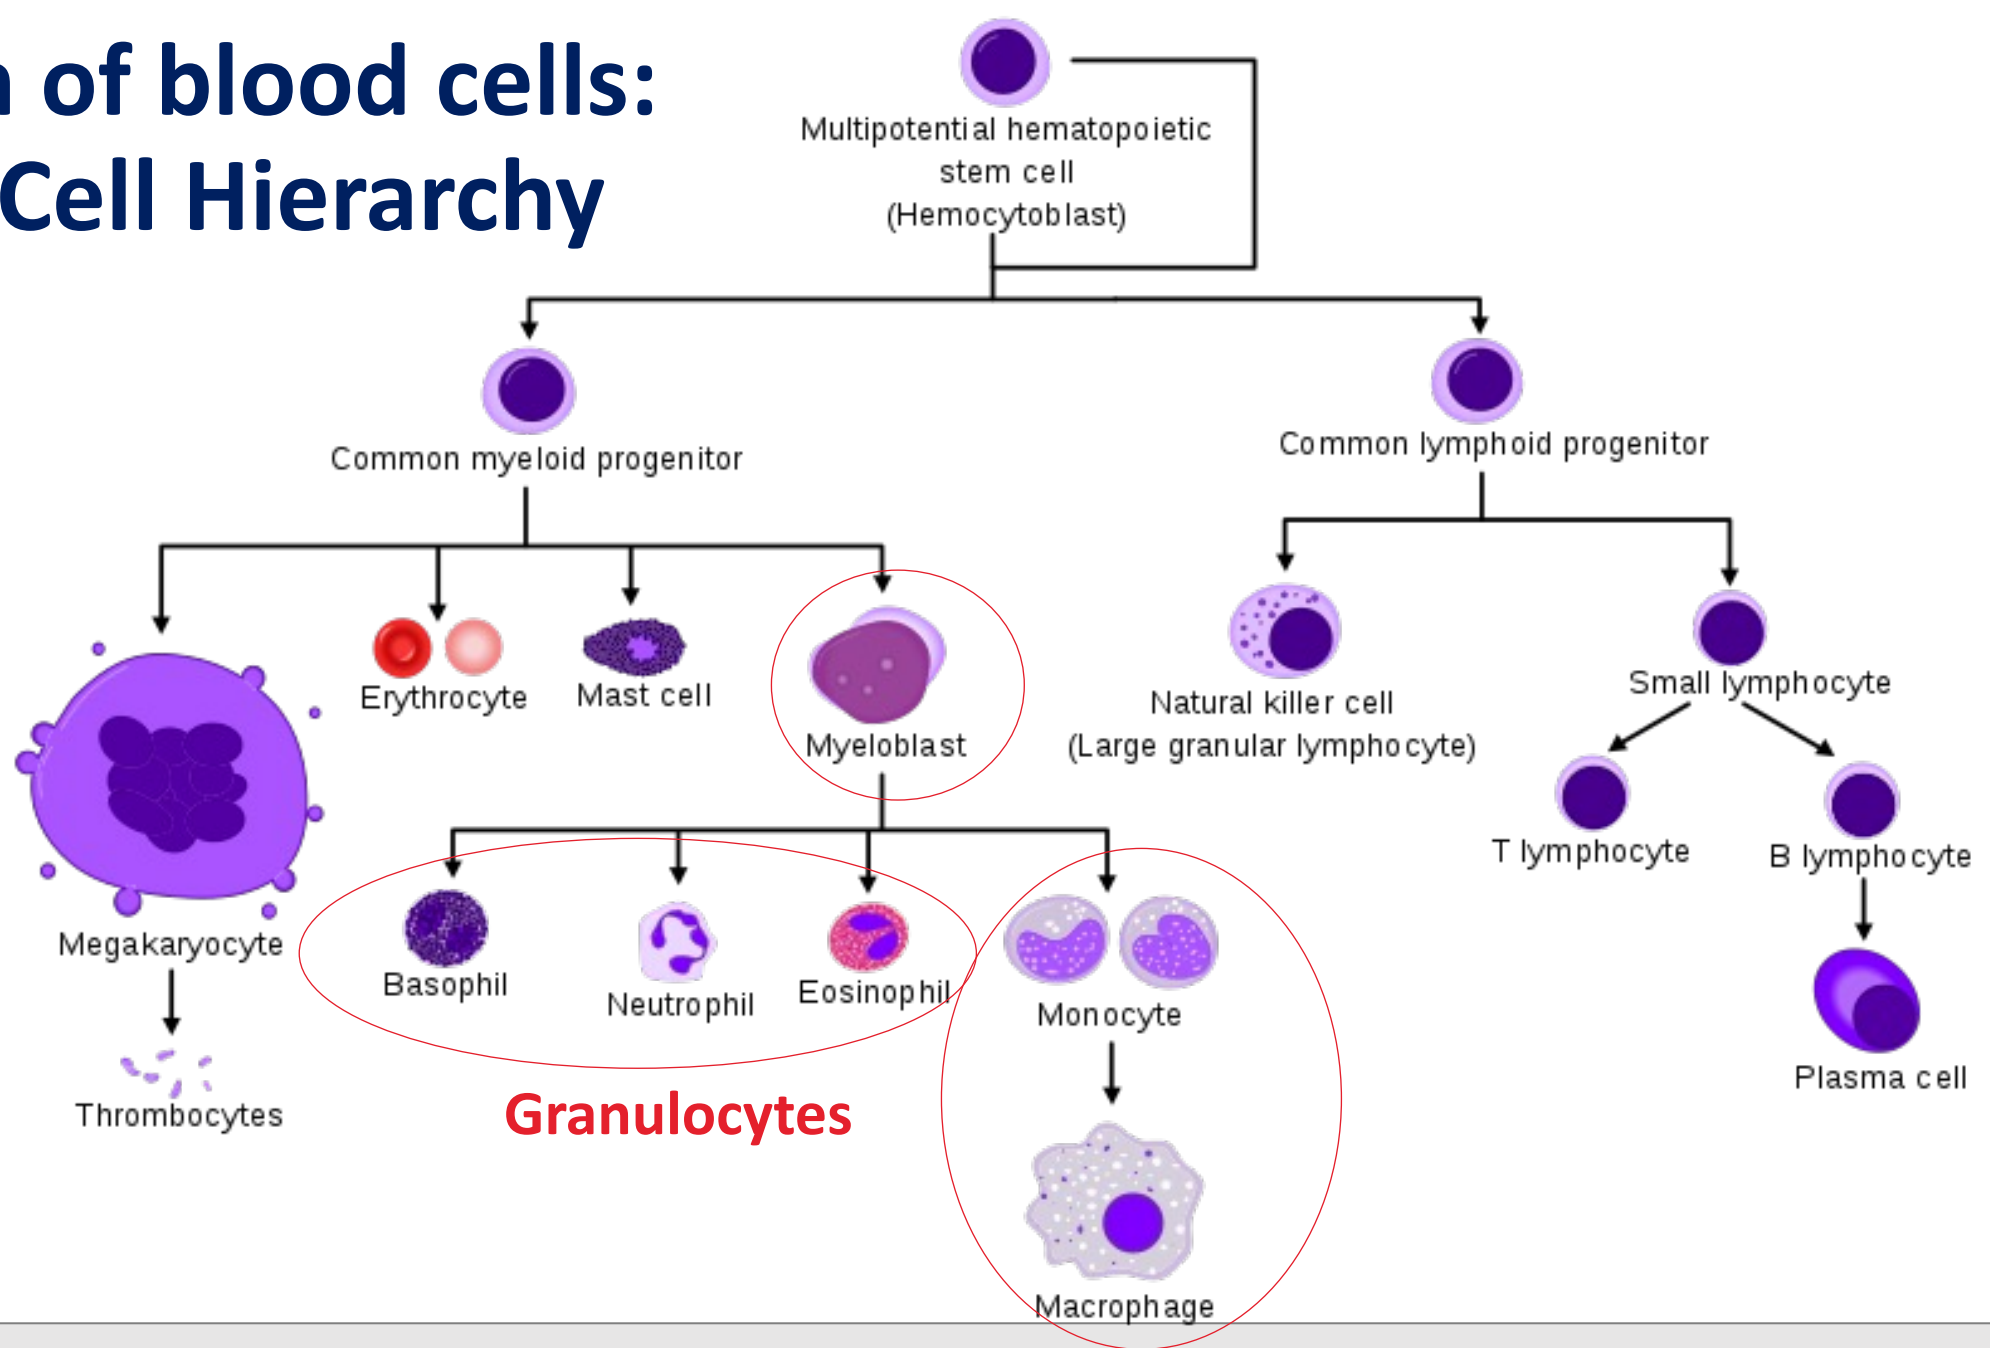 of blood cells:
Cell Hierarchy
Multipotential hematopoietic
stem cell
(Hemocytoblast)
Common myeloid progenitor
Common lymphoid progenitor
Erythrocyte
Mast cell
Myeloblast
Natural killer cell
(Large granular lymphocyte)
Small lymphocyte
T lymphocyte
B lymphocyte
Megakaryocyte
Basophil
Neutrophil
Eosinophil
Monocyte
Plasma cell
Thrombocytes
Granulocytes
Macrophage